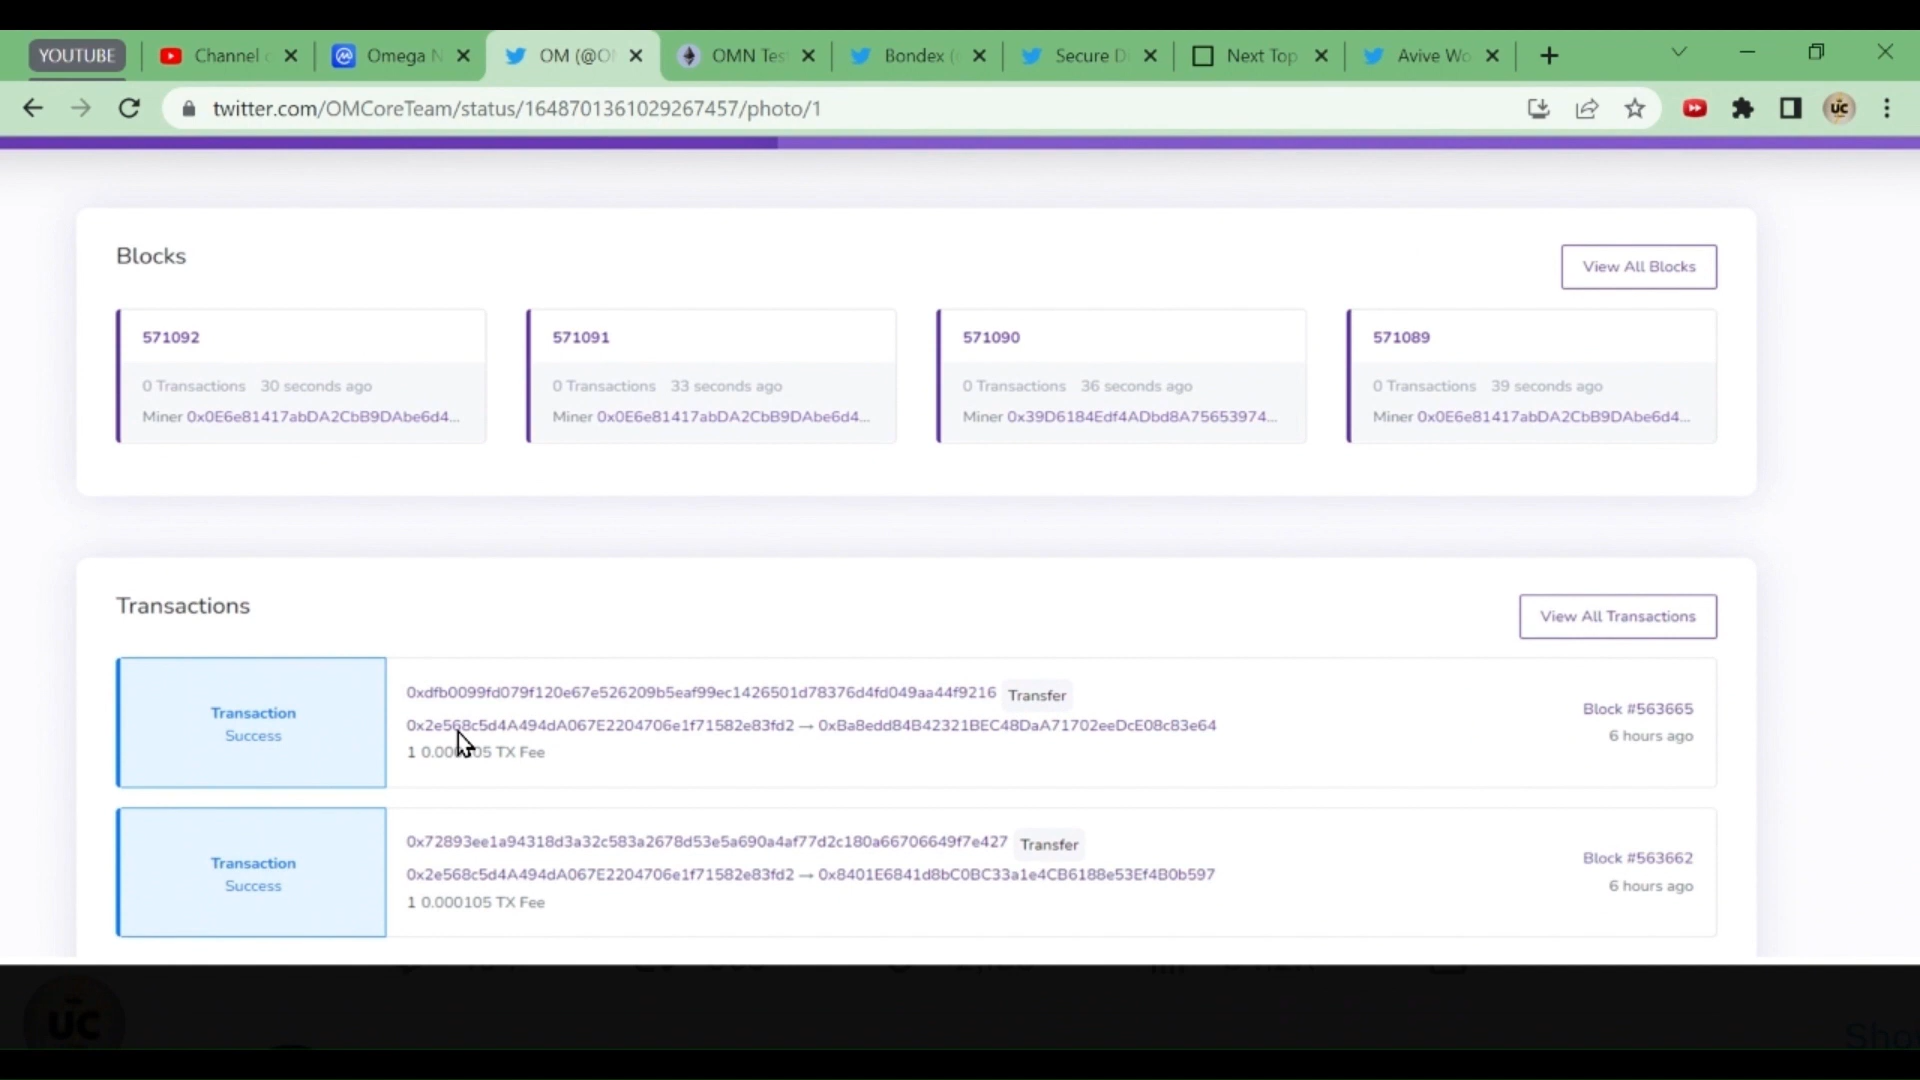 YOUTUBE
Channel
Omega N
OM (@O
OMN Tes
Bondex (
Secure D
Next Top
Avive Wo
twitter.com/OMCoreTeam/status/1648701361029267457/photo/1
UC
Blocks
View All Blocks
571092
571091
571090
571089
0 Transactions 30 seconds ago
0 Transactions 33 seconds ago
0 Transactions 36 seconds ago
0 Transactions 39 seconds ago
Miner 0x0E6e81417abDA2CbB9DAbe6d4...
Miner 0x0E6e81417abDA2CbB9DAbe6d4...
Miner 0x39D6184Edf4ADbd8A75653974...
Miner 0x0E6e81417abDA2CbB9DAbe6d4...
Transactions
View All Transactions
Transaction
Success
0xdfb0099fd079f120e67e526209b5eaf99ec1426501d78376d4fd049aa44f9216 Transfer
0x2e568c5d4A494dA067E2204706e1f71582e83fd2 → 0xBa8edd84B42321BEC48DaA71702eeDcE08c83e64
1 TX Fee
Block #563665
6 hours ago
Transaction
Success
0x72893ee1a94318d3a32c583a2678d53e5a690a4af77d2c180a66706649f7e427 Transfer
0x2e568c5d4A494dA067E2204706e1f71582e83fd2 → 0x8401E6841d8bC0BC33a1e4CB6188e53Ef4B0b597
1 0.000105 TX Fee
Block #563662
6 hours ago
UC